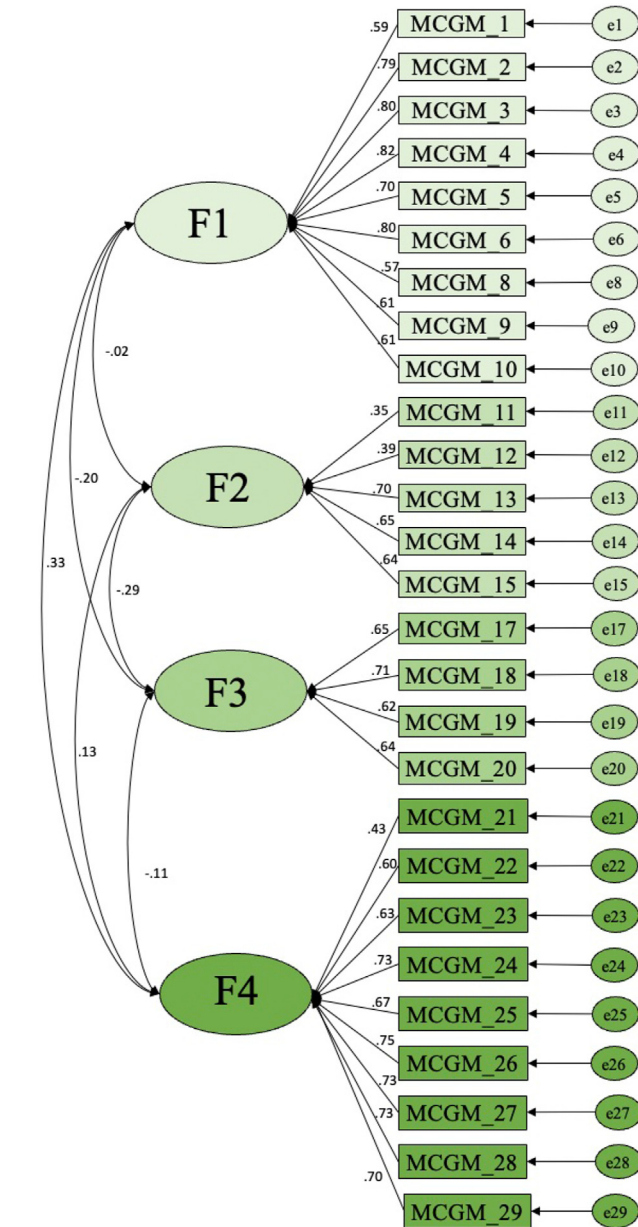 .59 MCGM_1 e1
.79 MCGM_2 e2
.80 MCGM_3 e3
.82 MCGM_4 e4
.70 MCGM_5 e5
F1
.80 MCGM_6 e6
.57 MCGM_8 e8
.61 MCGM_9 e9
.61 MCGM_10 e10
-.02
.35 MCGM_11 e11
.39 MCGM_12 e12
-.20
F2
.70 MCGM_13 e13
.65 MCGM_14 e14
.33
.64 MCGM_15 e15
-.29
.65 MCGM_17 e17
.71 MCGM_18 e18
F3
.62 MCGM_19 e19
.13
.64 MCGM_20 e20
.43 MCGM_21 e21
.60 MCGM_22 e22
-.11
.63 MCGM_23 e23
.73 MCGM_24 e24
F4
.67 MCGM_25 e25
.75 MCGM_26 e26
.73 MCGM_27 e27
.73 MCGM_28 e28
.70 MCGM_29 e29